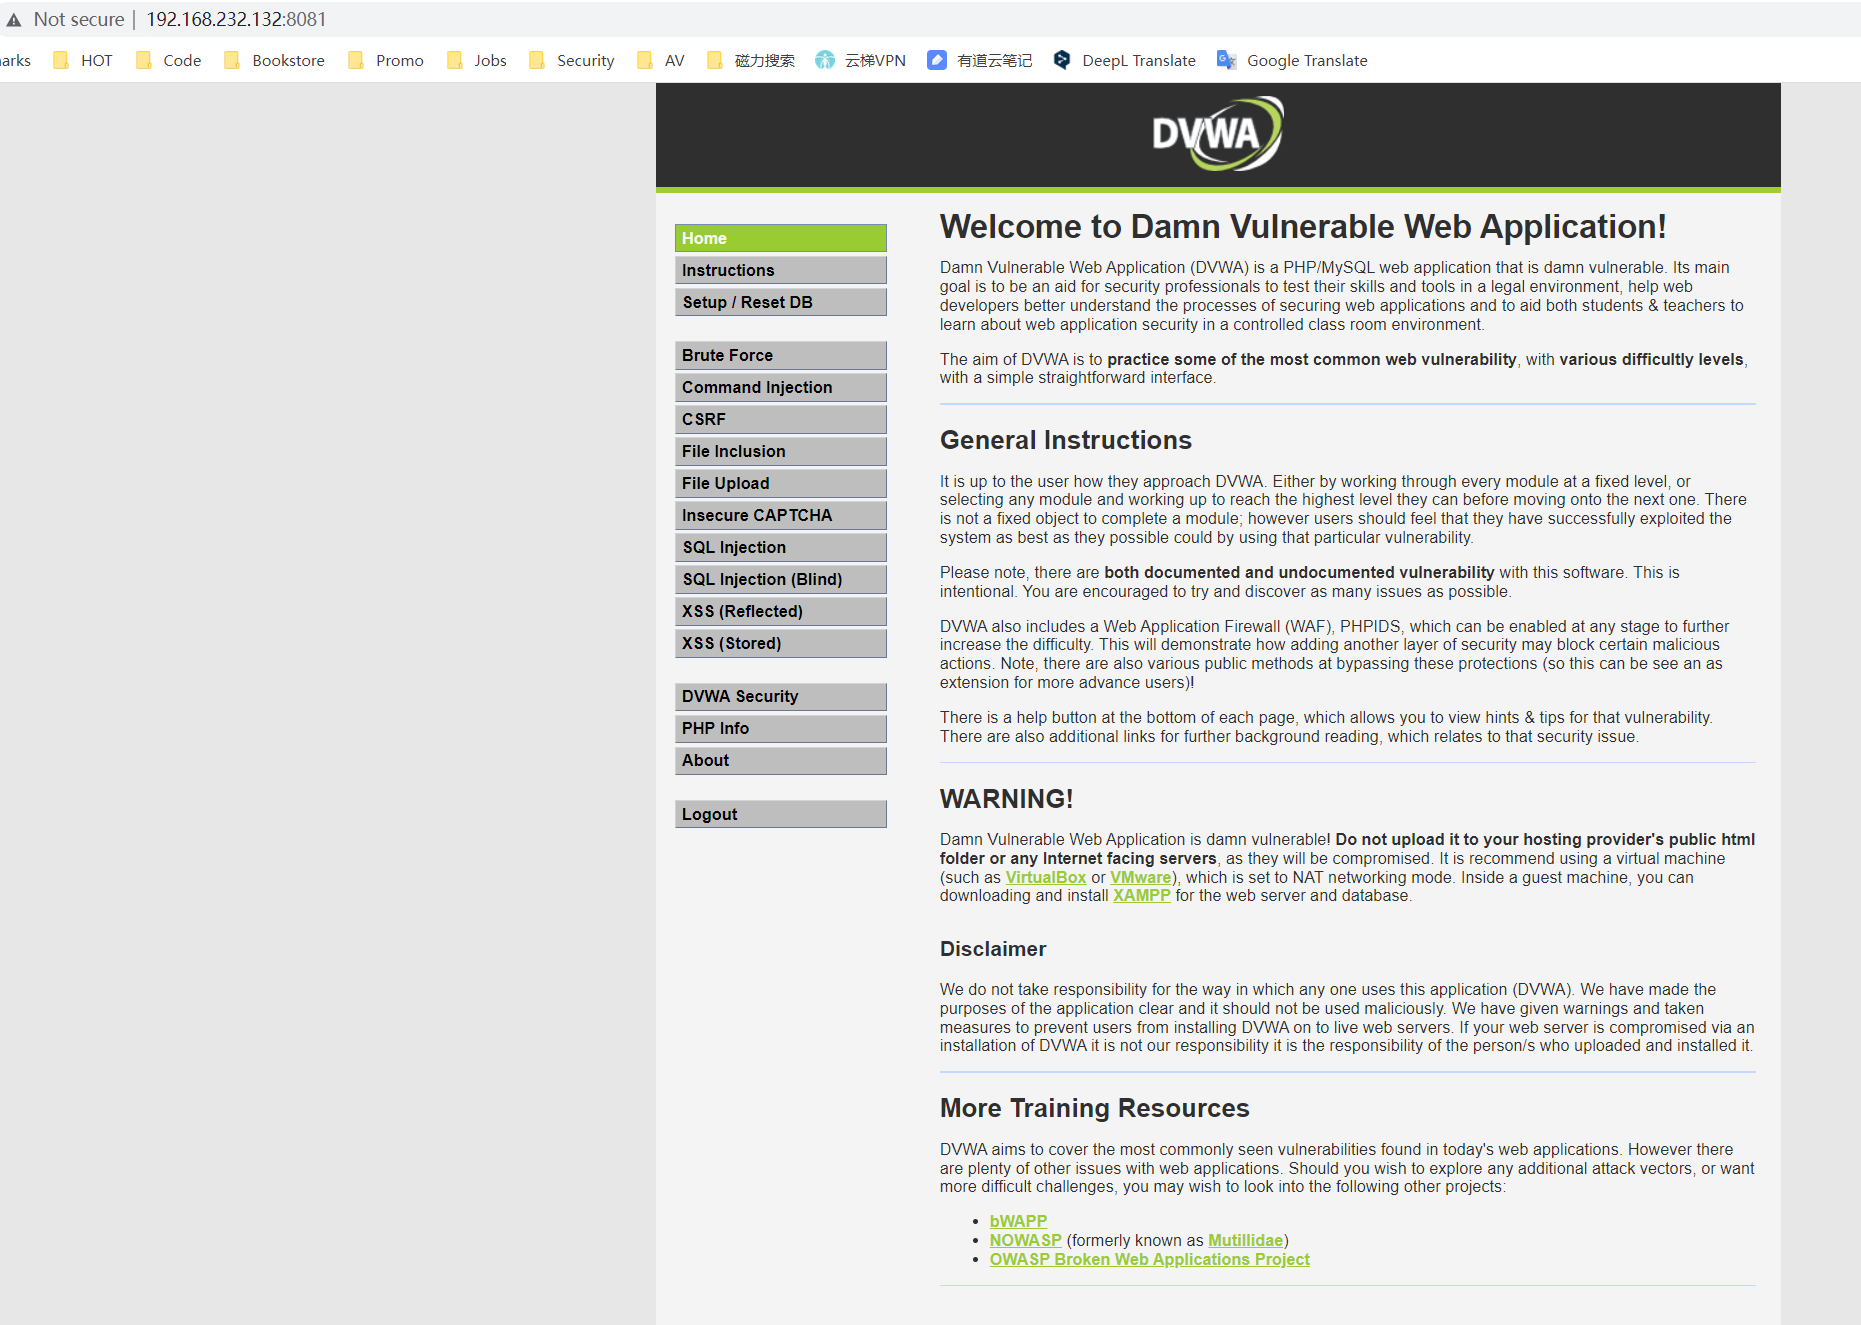 Not secure | 192.168.232.132:8081
arks HOT Code Bookstore Promo Jobs Security AV 磁力搜索 云梯VPN 有道云笔记 DeepL Translate Google Translate
DVWA
Home
Instructions
Setup / Reset DB
Brute Force
Command Injection
CSRF
File Inclusion
File Upload
Insecure CAPTCHA
SQL Injection
SQL Injection (Blind)
XSS (Reflected)
XSS (Stored)
DVWA Security
PHP Info
About
Logout
Welcome to Damn Vulnerable Web Application!
Damn Vulnerable Web Application (DVWA) is a PHP/MySQL web application that is damn vulnerable. Its main
goal is to be an aid for security professionals to test their skills and tools in a legal environment, help web
developers better understand the processes of securing web applications and to aid both students & teachers to
learn about web application security in a controlled class room environment.
The aim of DVWA is to practice some of the most common web vulnerability, with various difficultly levels,
with a simple straightforward interface.
General Instructions
It is up to the user how they approach DVWA. Either by working through every module at a fixed level, or
selecting any module and working up to reach the highest level they can before moving onto the next one. There
is not a fixed object to complete a module; however users should feel that they have successfully exploited the
system as best as they possible could by using that particular vulnerability.
Please note, there are both documented and undocumented vulnerability with this software. This is
intentional. You are encouraged to try and discover as many issues as possible.
DVWA also includes a Web Application Firewall (WAF), PHPIDS, which can be enabled at any stage to further
increase the difficulty. This will demonstrate how adding another layer of security may block certain malicious
actions. Note, there are also various public methods at bypassing these protections (so this can be see an as
extension for more advance users)!
There is a help button at the bottom of each page, which allows you to view hints & tips for that vulnerability.
There are also additional links for further background reading, which relates to that security issue.
WARNING!
Damn Vulnerable Web Application is damn vulnerable! Do not upload it to your hosting provider's public html
folder or any Internet facing servers, as they will be compromised. It is recommend using a virtual machine
(such as VirtualBox or VMware), which is set to NAT networking mode. Inside a guest machine, you can
downloading and install XAMPP for the web server and database.
Disclaimer
We do not take responsibility for the way in which any one uses this application (DVWA). We have made the
purposes of the application clear and it should not be used maliciously. We have given warnings and taken
measures to prevent users from installing DVWA on to live web servers. If your web server is compromised via an
installation of DVWA it is not our responsibility it is the responsibility of the person/s who uploaded and installed it.
More Training Resources
DVWA aims to cover the most commonly seen vulnerabilities found in today's web applications. However there
are plenty of other issues with web applications. Should you wish to explore any additional attack vectors, or want
more difficult challenges, you may wish to look into the following other projects:
• bWAPP
• NOWASP (formerly known as Mutillidae)
• OWASP Broken Web Applications Project